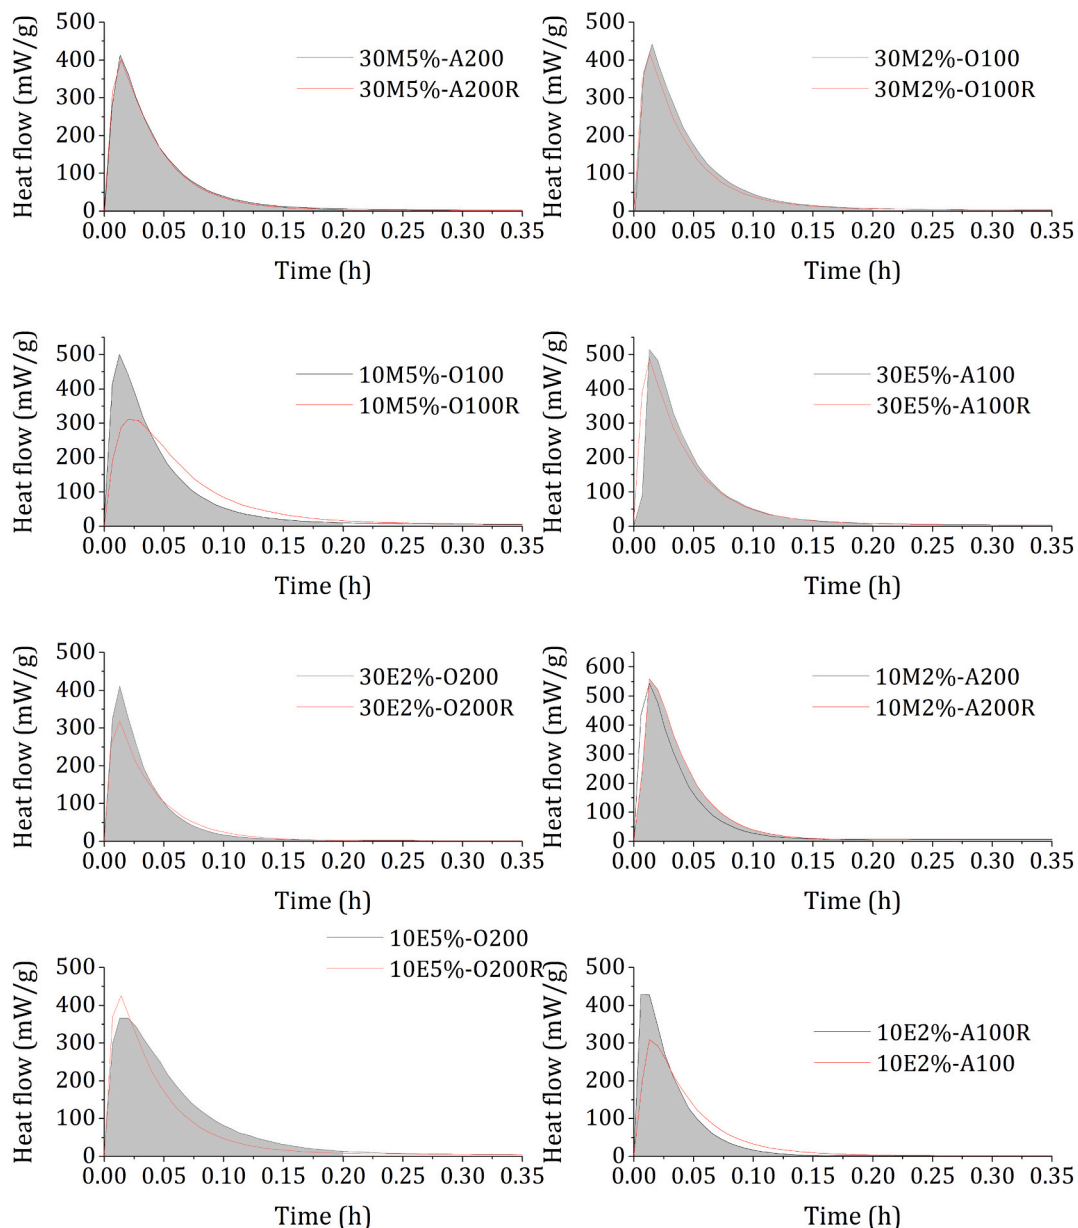 Heat flow (mW/g)
500
400
300
200
100
0
30M5%-A200
30M5%-A200R
0.00 0.05 0.10 0.15 0.20 0.25 0.30 0.35
Time (h)
Heat flow (mW/g)
500
400
300
200
100
0
30M2%-O100
30M2%-O100R
0.00 0.05 0.10 0.15 0.20 0.25 0.30 0.35
Time (h)
Heat flow (mW/g)
500
400
300
200
100
0
10M5%-O100
10M5%-O100R
0.00 0.05 0.10 0.15 0.20 0.25 0.30 0.35
Time (h)
Heat flow (mW/g)
500
400
300
200
100
0
30E5%-A100
30E5%-A100R
0.00 0.05 0.10 0.15 0.20 0.25 0.30 0.35
Time (h)
Heat flow (mW/g)
500
400
300
200
100
0
30E2%-O200
30E2%-O200R
0.00 0.05 0.10 0.15 0.20 0.25 0.30 0.35
Time (h)
Heat flow (mW/g)
600
500
400
300
200
100
0
10M2%-A200
10M2%-A200R
0.00 0.05 0.10 0.15 0.20 0.25 0.30 0.35
Time (h)
10E5%-O200
10E5%-O200R
Heat flow (mW/g)
500
400
300
200
100
0
0.00 0.05 0.10 0.15 0.20 0.25 0.30 0.35
Time (h)
Heat flow (mW/g)
500
400
300
200
100
0
10E2%-A100R
10E2%-A100
0.00 0.05 0.10 0.15 0.20 0.25 0.30 0.35
Time (h)